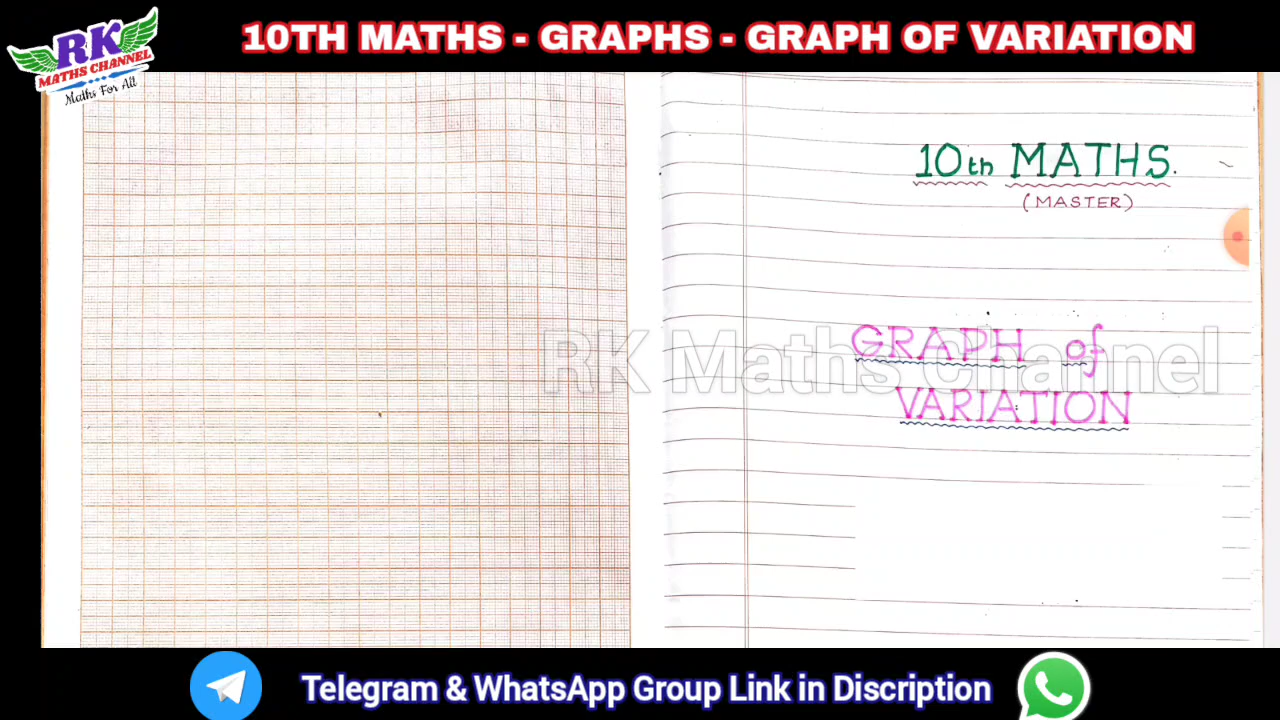 RK
MATHS CHANNEL
Maths For All
10TH MATHS - GRAPHS - GRAPH OF VARIATION
10th MATHS.
(MASTER)
GRAPH of
VARIATION
RK Maths Channel
Telegram & WhatsApp Group Link in Discription